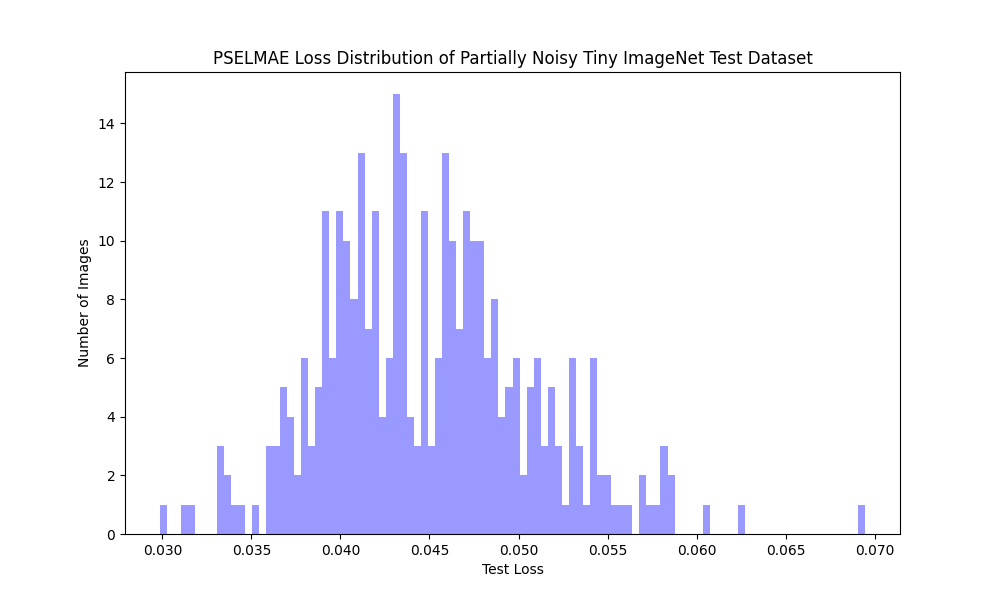 PSELMAE Loss Distribution of Partially Noisy Tiny ImageNet Test Dataset
Number of Images
14
12
10
8
6
4
2
0
0.030 0.035 0.040 0.045 0.050 0.055 0.060 0.065 0.070
Test Loss